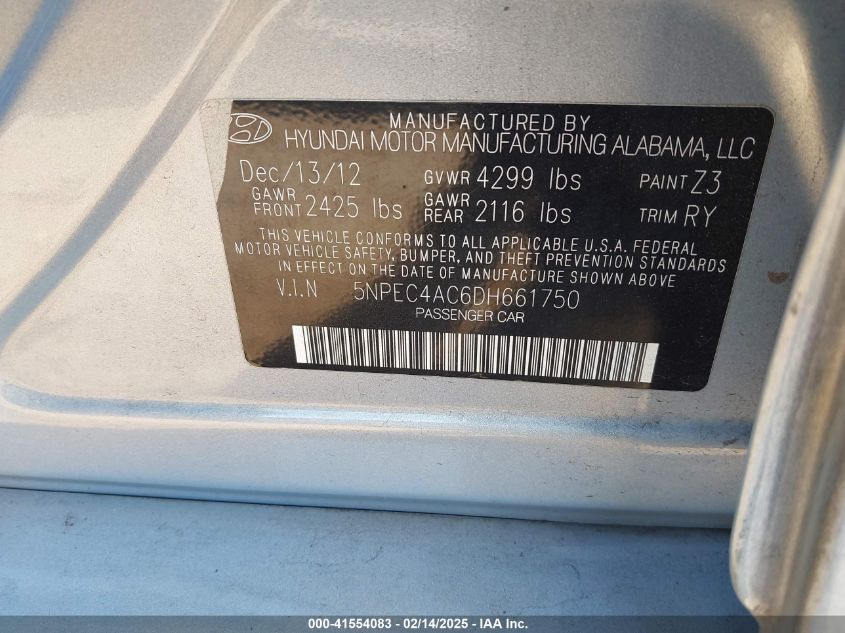 MANUFACTURED BY
HYUNDAI MOTOR MANUFACTURING ALABAMA, LLC
Dec/13/12 GVWR 4299 lbs PAINT Z3
GAWR FRONT 2425 lbs GAWR REAR 2116 lbs TRIM RY
THIS VEHICLE CONFORMS TO ALL APPLICABLE U.S.A. FEDERAL
MOTOR VEHICLE SAFETY, BUMPER, AND THEFT PREVENTION STANDARDS
IN EFFECT ON THE DATE OF MANUFACTURE SHOWN ABOVE
V.I.N 5NPEC4AC6DH661750
PASSENGER CAR
000-41554083 - 02/14/2025 - IAA Inc.